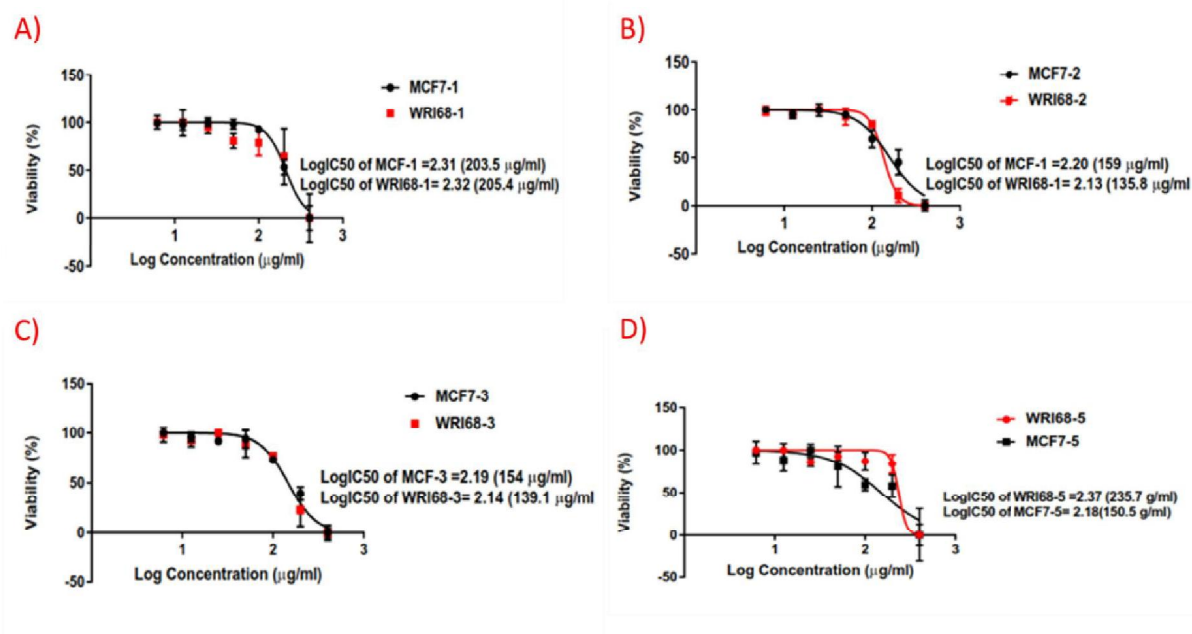 A)
150
100
50
0
-50
Viability (%)
1
2
3
Log Concentration (μg/ml)
MCF7-1
WRI68-1
LogIC50 of MCF-1 =2.31 (203.5 μg/ml)
LogIC50 of WRI68-1= 2.32 (205.4 μg/ml)
B)
150
100
50
0
-50
Viability (%)
1
2
3
Log Concentration (μg/ml)
MCF7-2
WRI68-2
LogIC50 of MCF-1 =2.20 (159 μg/ml)
LogIC50 of WRI68-1= 2.13 (135.8 μg/ml
C)
150
100
50
0
-50
Viability (%)
1
2
3
Log Concentration (μg/ml)
MCF7-3
WRI68-3
LogIC50 of MCF-3 =2.19 (154 μg/ml)
LogIC50 of WRI68-3= 2.14 (139.1 μg/ml
D)
150
100
50
0
-50
Viability (%)
1
2
3
Log Concentration (μg/ml)
WRI68-5
MCF7-5
LogIC50 of WRI68-5 =2.37 (235.7 g/ml)
LogIC50 of MCF7-5= 2.18(150.5 g/ml)